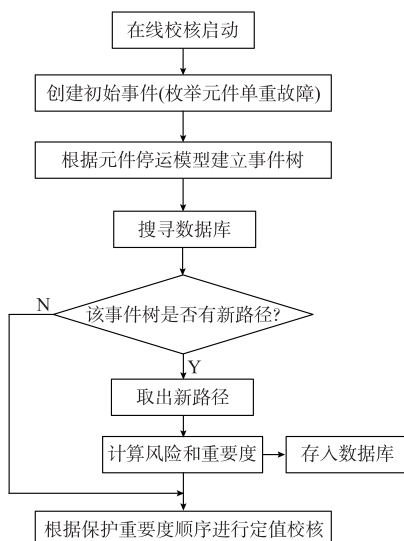 在线校核启动
创建初始事件(枚举元件单重故障)
根据元件停运模型建立事件树
搜寻数据库
N
该事件树是否有新路径?
Y
取出新路径
计算风险和重要度
存入数据库
根据保护重要度顺序进行定值校核